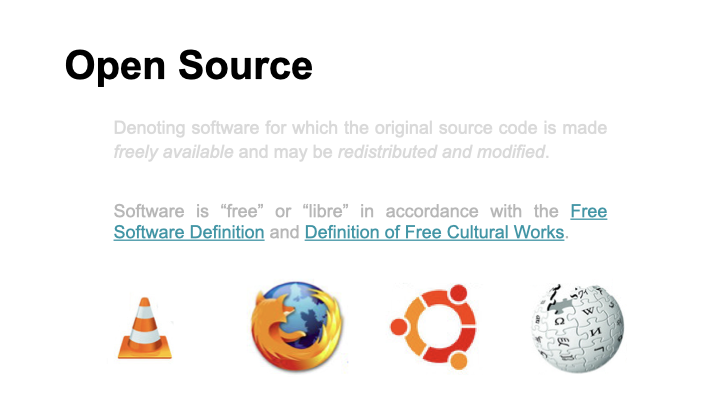 Open Source
Denoting software for which the original source code is made
freely available and may be redistributed and modified.
Software is “free” or “libre” in accordance with the Free
Software Definition and Definition of Free Cultural Works.